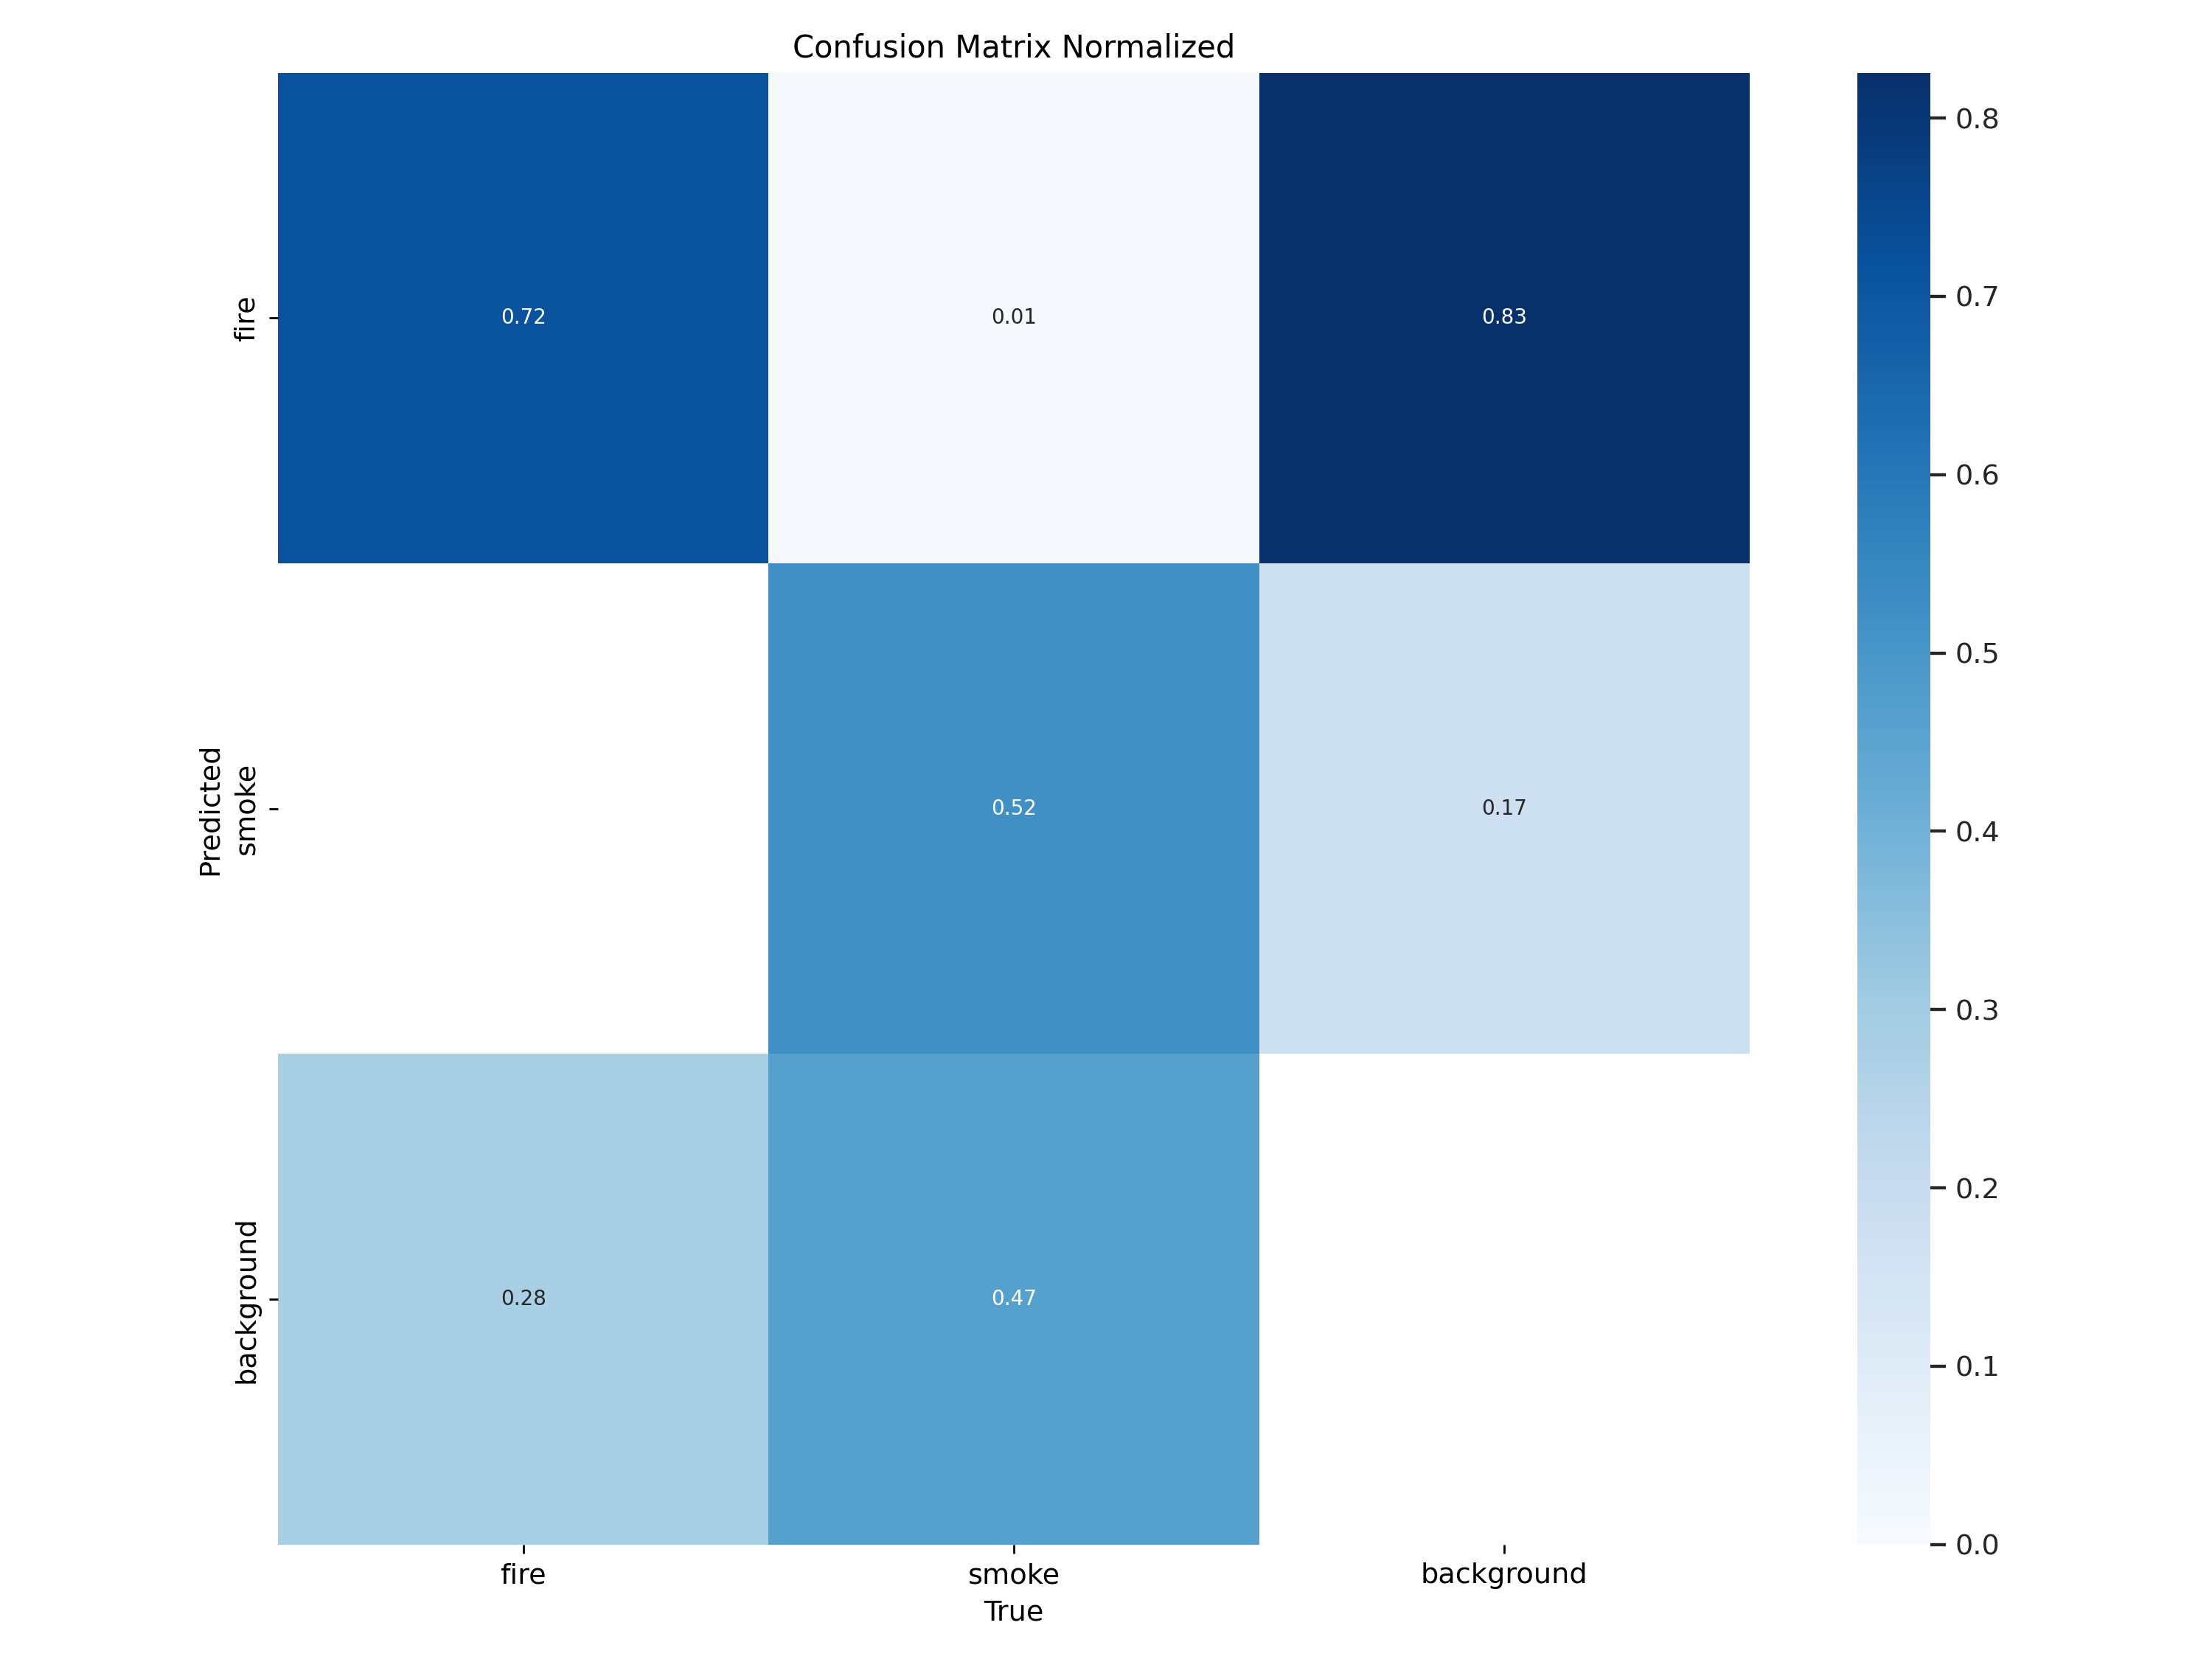 Confusion Matrix Normalized
fire
0.72
0.01
0.83
smoke
0.52
0.17
background
0.28
0.47
Predicted
fire
smoke
background
True
0.8
0.7
0.6
0.5
0.4
0.3
0.2
0.1
0.0